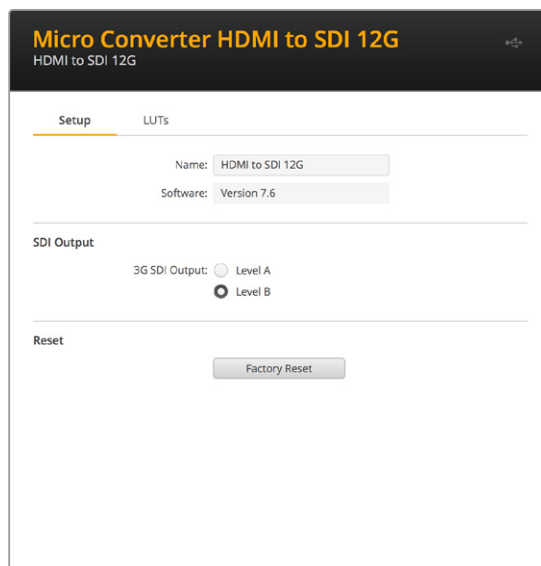 Micro Converter HDMI to SDI 12G
HDMI to SDI 12G
Setup LUTs
Name: HDMI to SDI 12G
Software: Version 7.6
SDI Output
3G SDI Output: Level A
Level B
Reset
Factory Reset